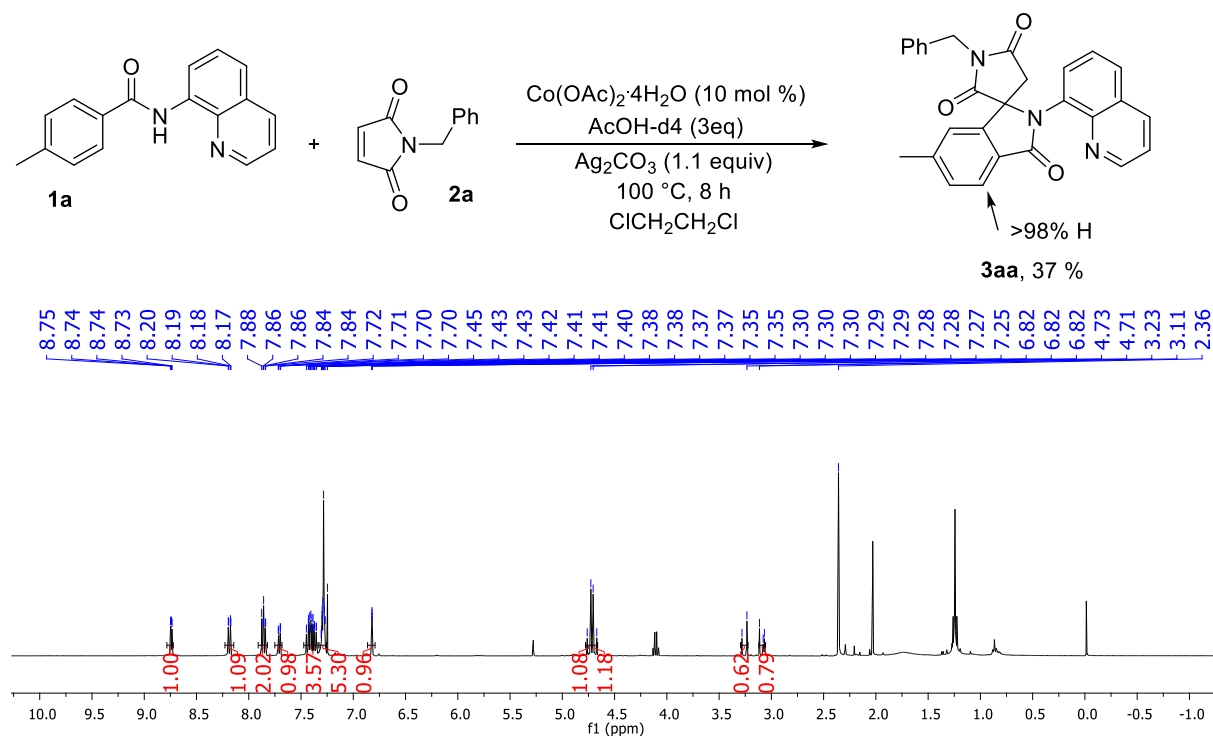 O
N
H
N
1a
+
O
N
O
Ph
2a
Co(OAc)2·4H2O (10 mol %)
AcOH-d4 (3eq)
Ag2CO3 (1.1 equiv)
100 °C, 8 h
ClCH2CH2Cl
Ph
N
O
O
N
O
N
>98% H
3aa, 37 %
8.75 8.74 8.74 8.73 8.20 8.19 8.18 8.17 7.88 7.86 7.86 7.84 7.84 7.72 7.71 7.70 7.70 7.45 7.43 7.43 7.42 7.41 7.41 7.40 7.38 7.38 7.37 7.37 7.35 7.35 7.30 7.30 7.30 7.29 7.29 7.28 7.28 7.27 7.25 6.82 6.82 6.82 4.73 4.71 3.23 3.11 2.36
1.00 1.09 2.02 0.98 3.57 5.30 0.96 1.08 1.18 0.62 0.79
10.0 9.5 9.0 8.5 8.0 7.5 7.0 6.5 6.0 5.5 5.0 4.5 4.0 3.5 3.0 2.5 2.0 1.5 1.0 0.5 0.0 -0.5 -1.0
f1 (ppm)